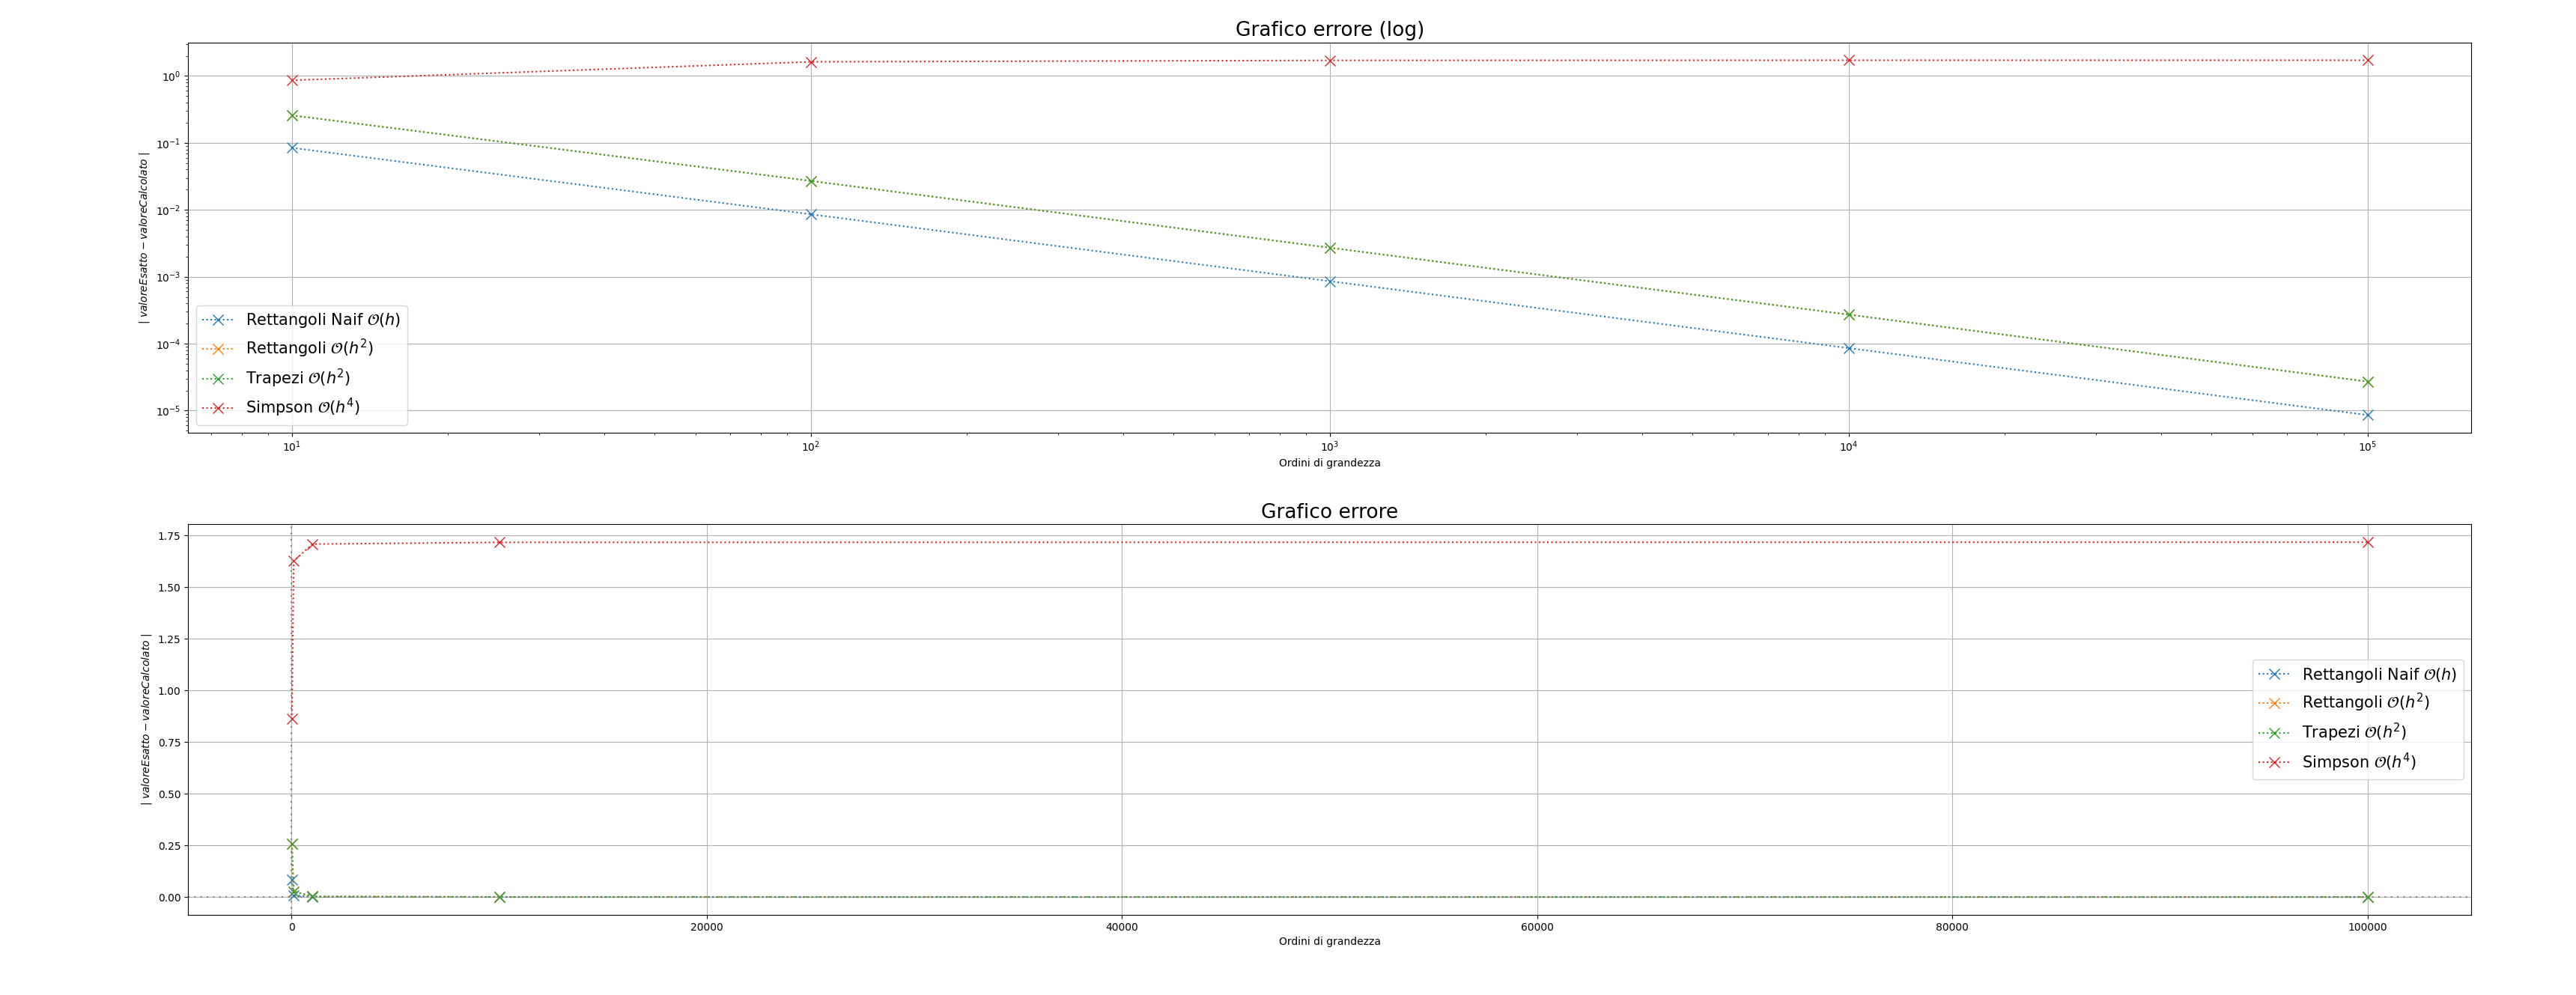 Grafico errore (log)
| valoreEsatto − valoreCalcolato |
10⁰
10⁻¹
10⁻²
10⁻³
10⁻⁴
10⁻⁵
Rettangoli Naif 𝒪(h)
Rettangoli 𝒪(h²)
Trapezi 𝒪(h²)
Simpson 𝒪(h⁴)
10¹ 10² 10³ 10⁴ 10⁵
Ordini di grandezza
Grafico errore
| valoreEsatto − valoreCalcolato |
1.75
1.50
1.25
1.00
0.75
0.50
0.25
0.00
Rettangoli Naif 𝒪(h)
Rettangoli 𝒪(h²)
Trapezi 𝒪(h²)
Simpson 𝒪(h⁴)
0 20000 40000 60000 80000 100000
Ordini di grandezza